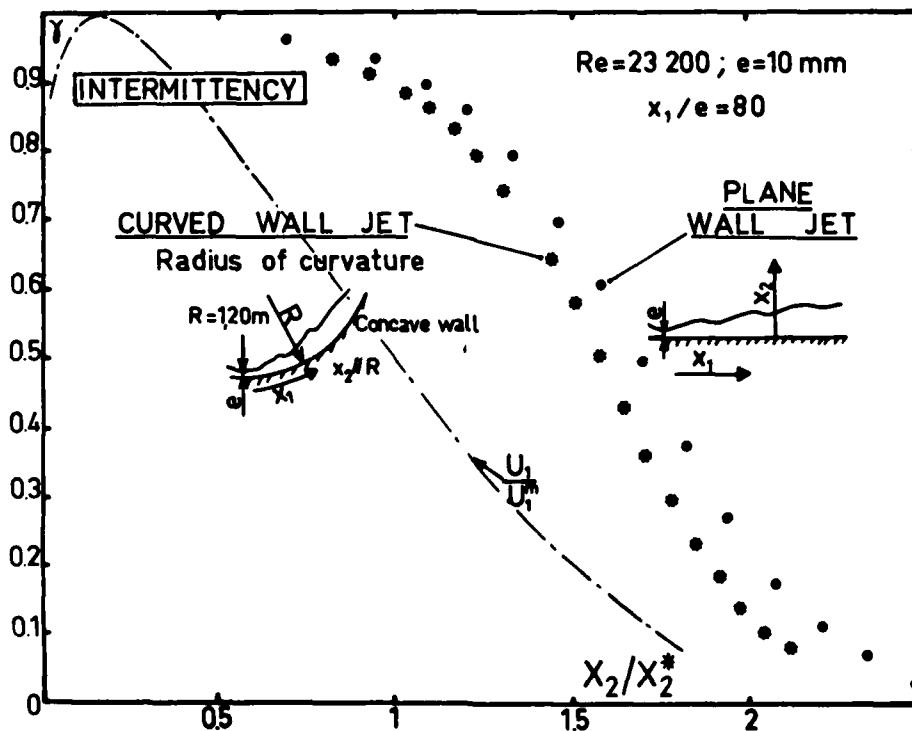 γ
INTERMITTENCY
Re=23 200 ; e=10 mm
x₁/e=80
CURVED WALL JET
Radius of curvature
PLANE
WALL JET
R=1,20m
R
Concave wall
x₂//R
x₁
e
x₂
e
x₁
U₁
U₁ᵐ
X₂/X₂*
0.9
0.8
0.7
0.6
0.5
0.4
0.3
0.2
0.1
0
0.5
1
1.5
2